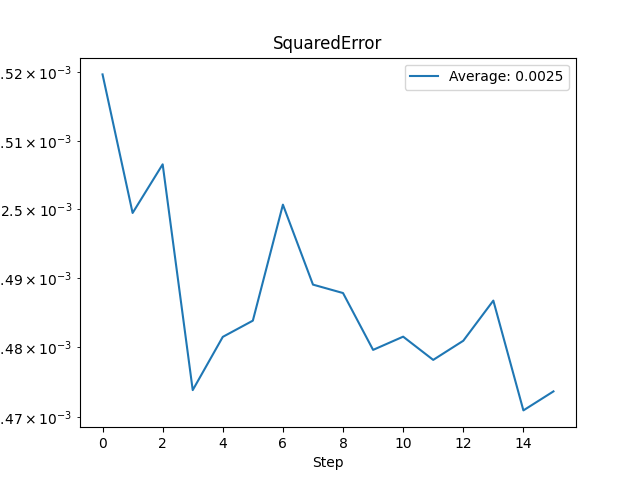 SquaredError
Average: 0.0025
.52 × 10⁻³
.51 × 10⁻³
2.5 × 10⁻³
.49 × 10⁻³
.48 × 10⁻³
.47 × 10⁻³
0 2 4 6 8 10 12 14
Step